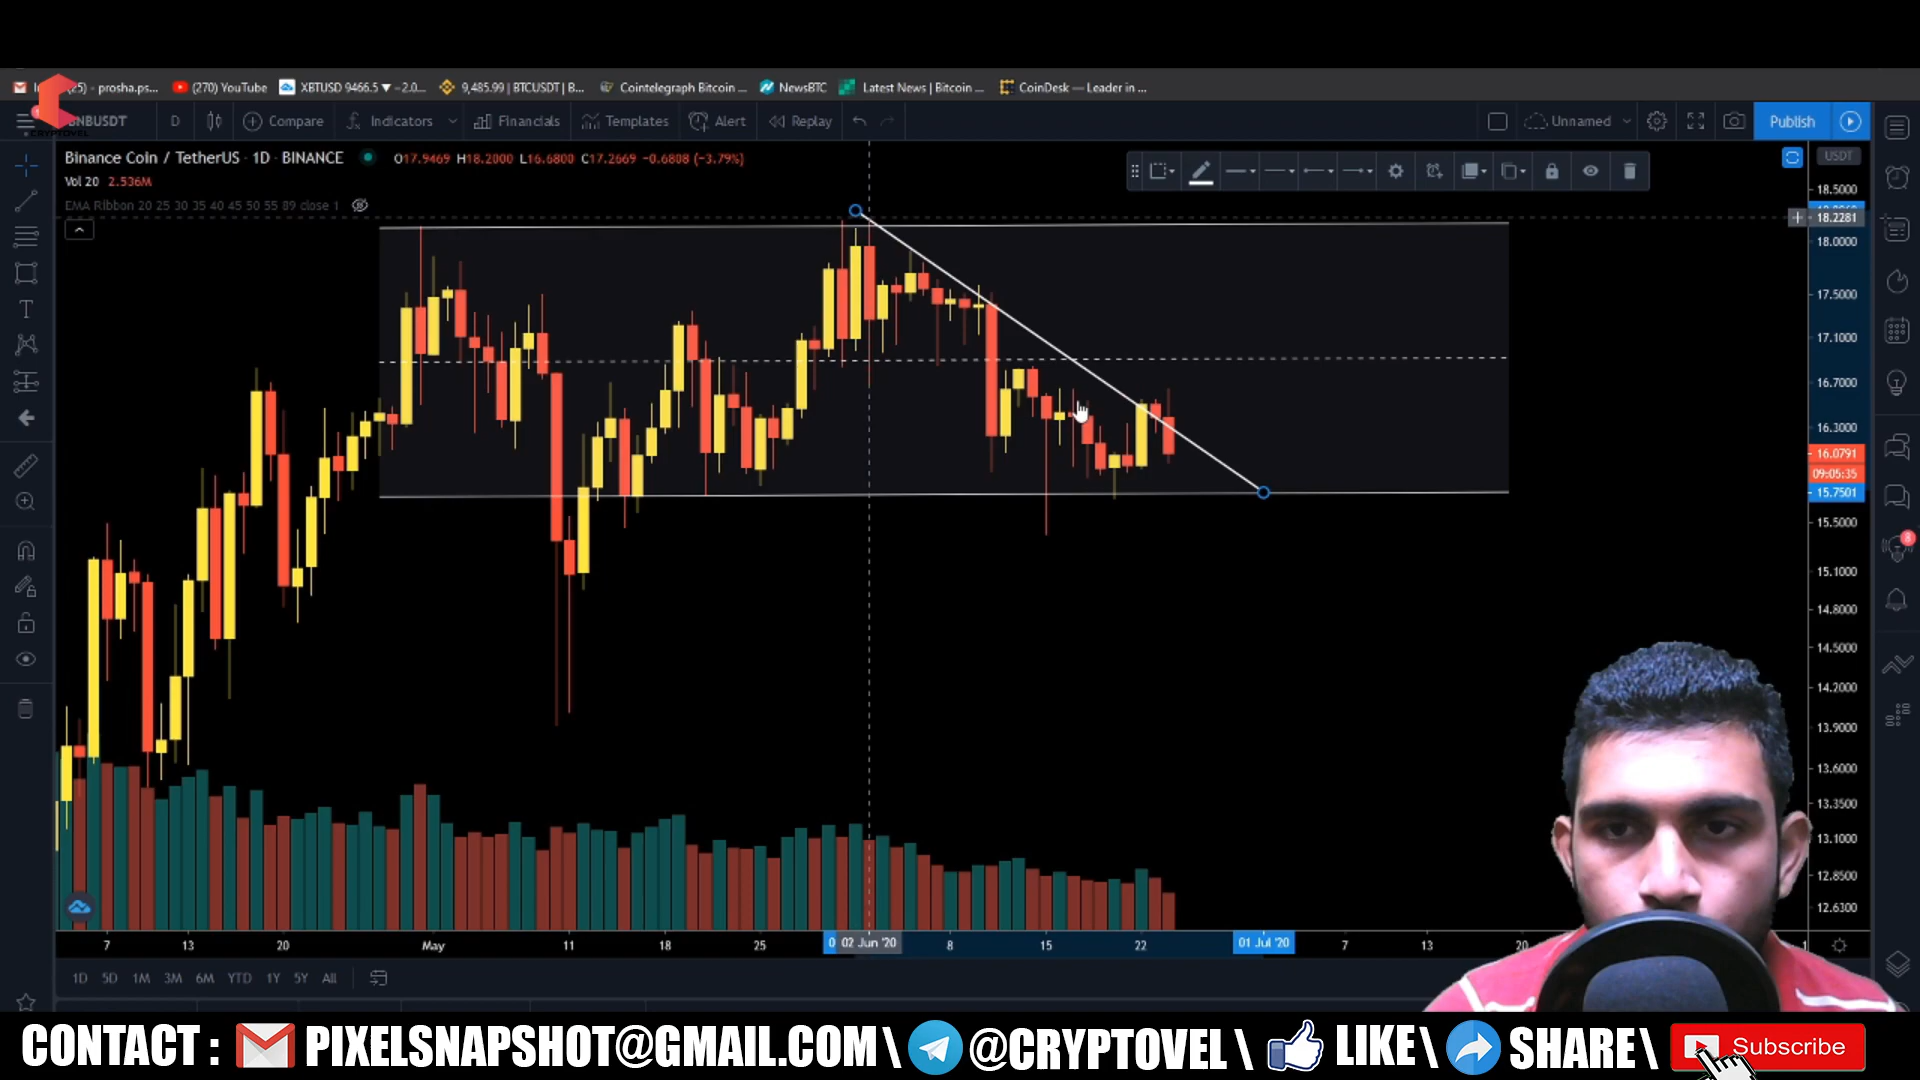 (25) - prosha.ps... (270) YouTube XBTUSD 9466.5 ▼ −2.0... 9,485.99 | BTCUSDT | B... Cointelegraph Bitcoin ... NewsBTC Latest News | Bitcoin ... CoinDesk — Leader in ...
CRYPTOVEL
BNBUSDT D Compare Indicators Financials Templates Alert Replay Unnamed Publish
Binance Coin / TetherUS · 1D · BINANCE O17.9469 H18.2000 L16.6800 C17.2669 −0.6808 (−3.79%) USDT
Vol 20 2.536M
EMA Ribbon 20 25 30 35 40 45 50 55 89 close 1
18.5000
18.2281
18.0000
17.5000
17.1000
16.7000
16.3000
16.0791
09:05:35
15.7501
15.5000
15.1000
14.8000
14.5000
14.2000
13.9000
13.6000
13.3500
13.1000
12.8500
12.6300
8
7 13 20 May 11 18 25 0 02 Jun '20 8 15 22 01 Jul '20 7 13 20 1
1D 5D 1M 3M 6M YTD 1Y 5Y All
CONTACT : PIXELSNAPSHOT@GMAIL.COM \ @CRYPTOVEL \ LIKE \ SHARE \ Subscribe